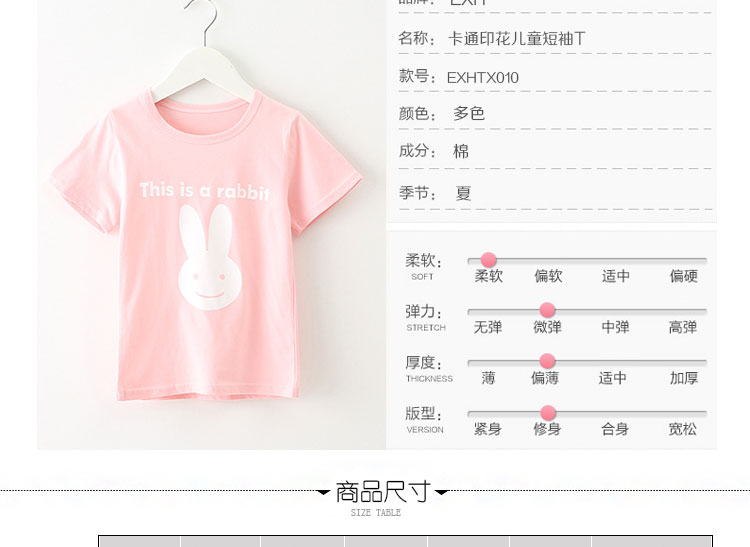 This is a rabbit
名称：卡通印花儿童短袖T
款号：EXHTX010
颜色：多色
成分：棉
季节：夏
柔软：
SOFT
柔软 偏软 适中 偏硬
弹力：
STRETCH
无弹 微弹 中弹 高弹
厚度：
THICKNESS
薄 偏薄 适中 加厚
版型：
VERSION
紧身 修身 合身 宽松
商品尺寸
SIZE TABLE